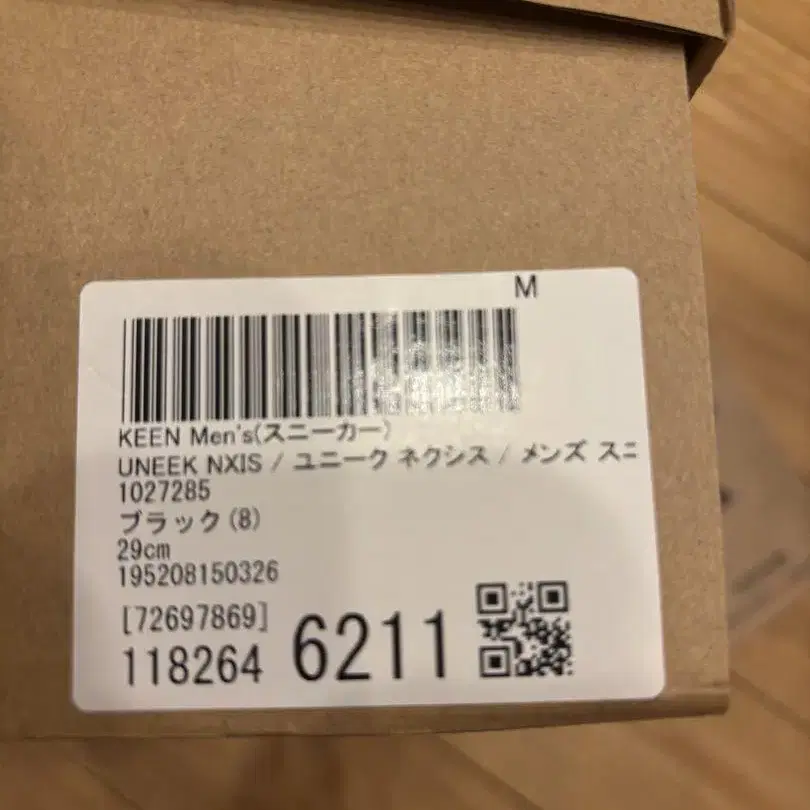 M
KEEN Men's(スニーカー)
UNEEK NXIS / ユニーク ネクシス / メンズ スニ
1027285
ブラック(8)
29cm
195208150326
[72697869]
118264 6211